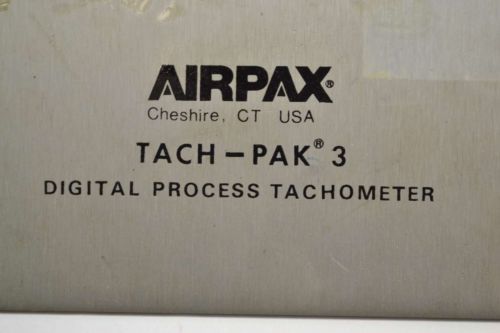 AIRPAX®
Cheshire, CT USA
TACH-PAK® 3
DIGITAL PROCESS TACHOMETER